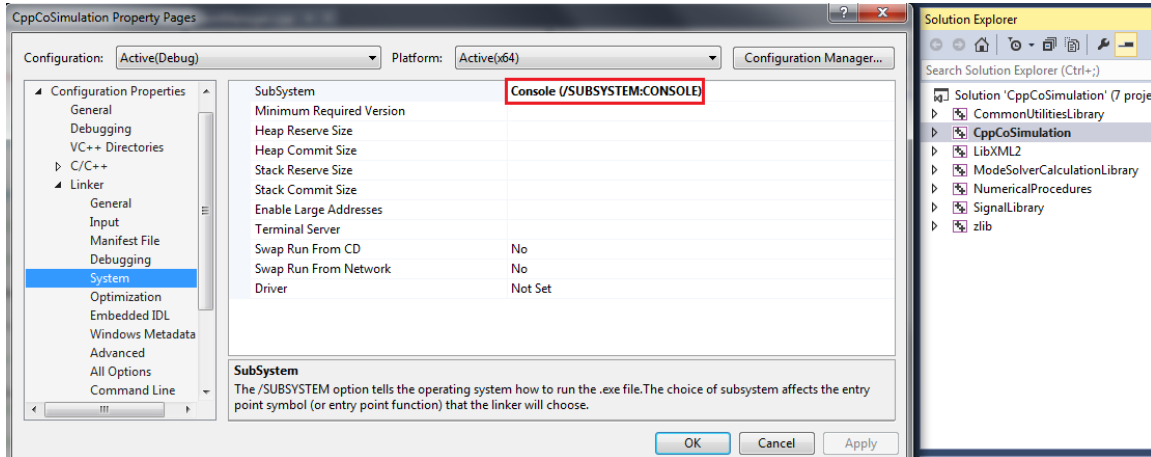 CppCoSimulation Property Pages
?
x
Configuration: Active(Debug) Platform: Active(x64) Configuration Manager...
Configuration Properties
General
Debugging
VC++ Directories
C/C++
Linker
General
Input
Manifest File
Debugging
System
Optimization
Embedded IDL
Windows Metadata
Advanced
All Options
Command Line
SubSystem Console (/SUBSYSTEM:CONSOLE)
Minimum Required Version
Heap Reserve Size
Heap Commit Size
Stack Reserve Size
Stack Commit Size
Enable Large Addresses
Terminal Server
Swap Run From CD No
Swap Run From Network No
Driver Not Set
SubSystem
The /SUBSYSTEM option tells the operating system how to run the .exe file.The choice of subsystem affects the entry
point symbol (or entry point function) that the linker will choose.
OK Cancel Apply
Solution Explorer
Search Solution Explorer (Ctrl+;)
Solution 'CppCoSimulation' (7 proje
CommonUtilitiesLibrary
CppCoSimulation
LibXML2
ModeSolverCalculationLibrary
NumericalProcedures
SignalLibrary
zlib